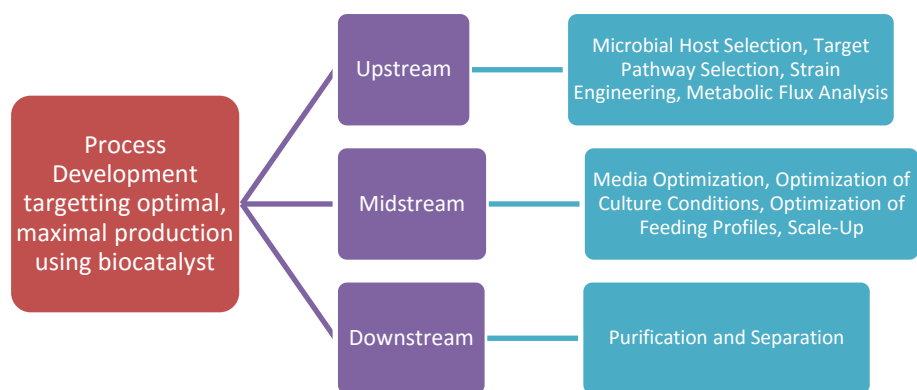 Process
Development
targetting optimal,
maximal production
using biocatalyst
Upstream
Microbial Host Selection, Target
Pathway Selection, Strain
Engineering, Metabolic Flux Analysis
Midstream
Media Optimization, Optimization of
Culture Conditions, Optimization of
Feeding Profiles, Scale-Up
Downstream
Purification and Separation